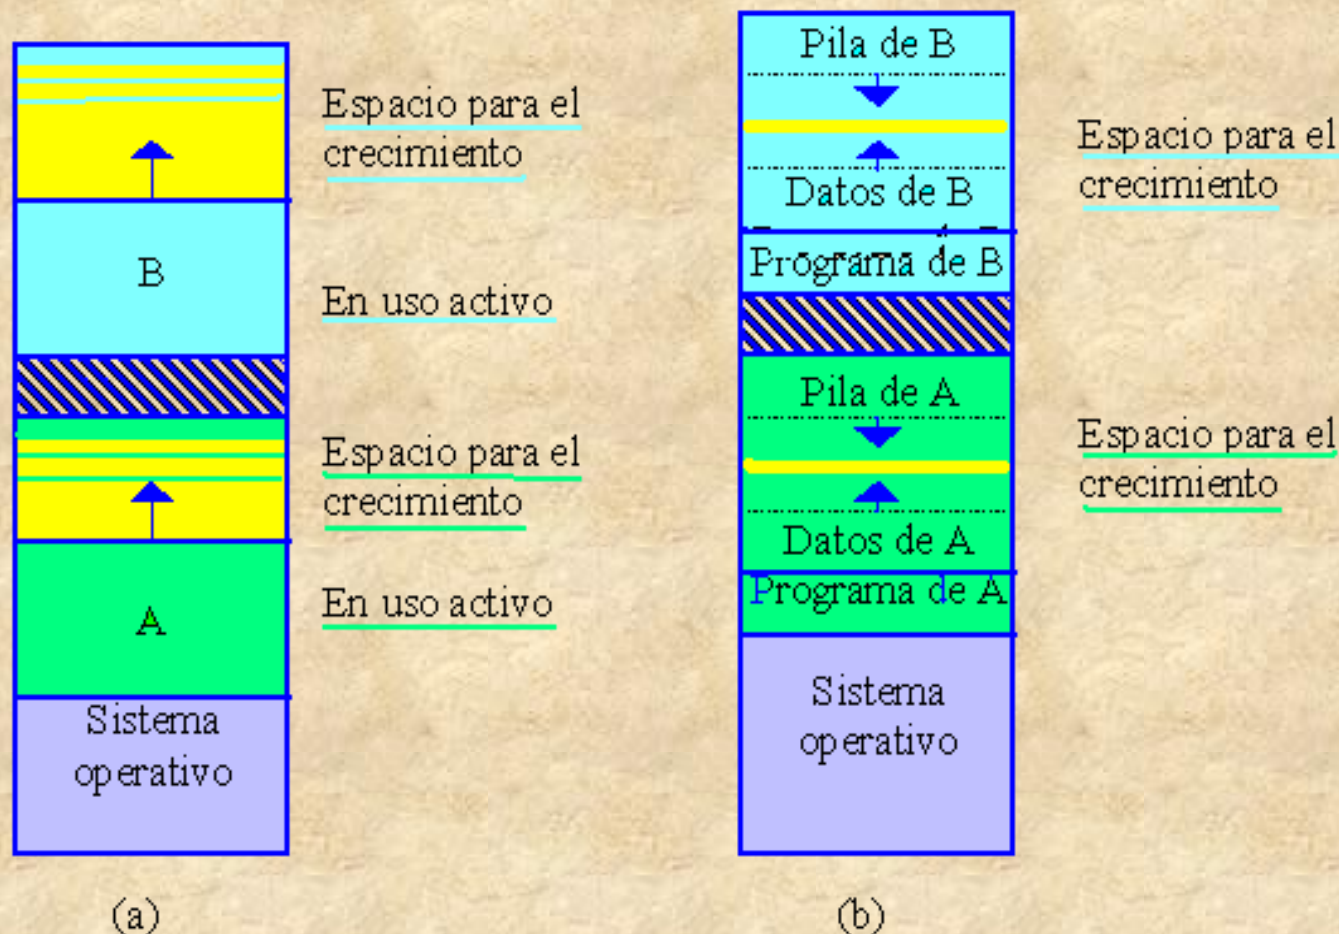 Espacio para el
crecimiento
B
En uso activo
Espacio para el
crecimiento
A
En uso activo
Sistema
operativo
(a)
Pila de B
Espacio para el
crecimiento
Datos de B
Programa de B
Pila de A
Espacio para el
crecimiento
Datos de A
Programa de A
Sistema
operativo
(b)